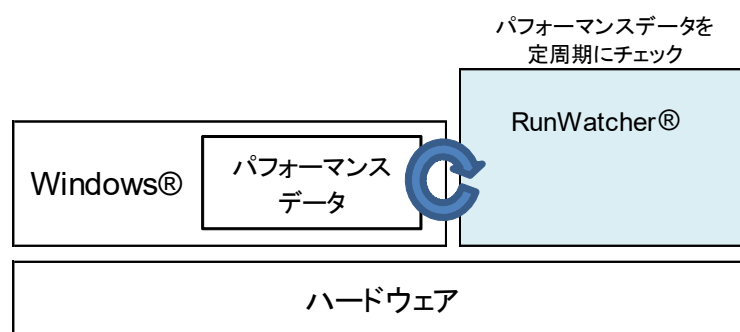 パフォーマンスデータを
定周期にチェック
RunWatcher®
Windows®
パフォーマンス
データ
ハードウェア